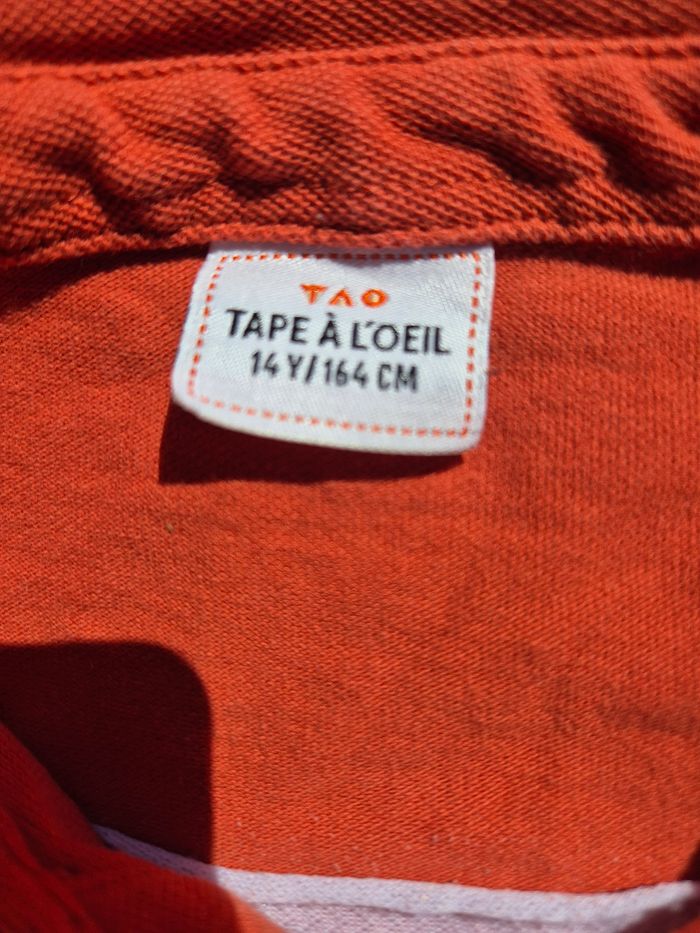 TAO
TAPE À L'OEIL
14 Y/164 CM